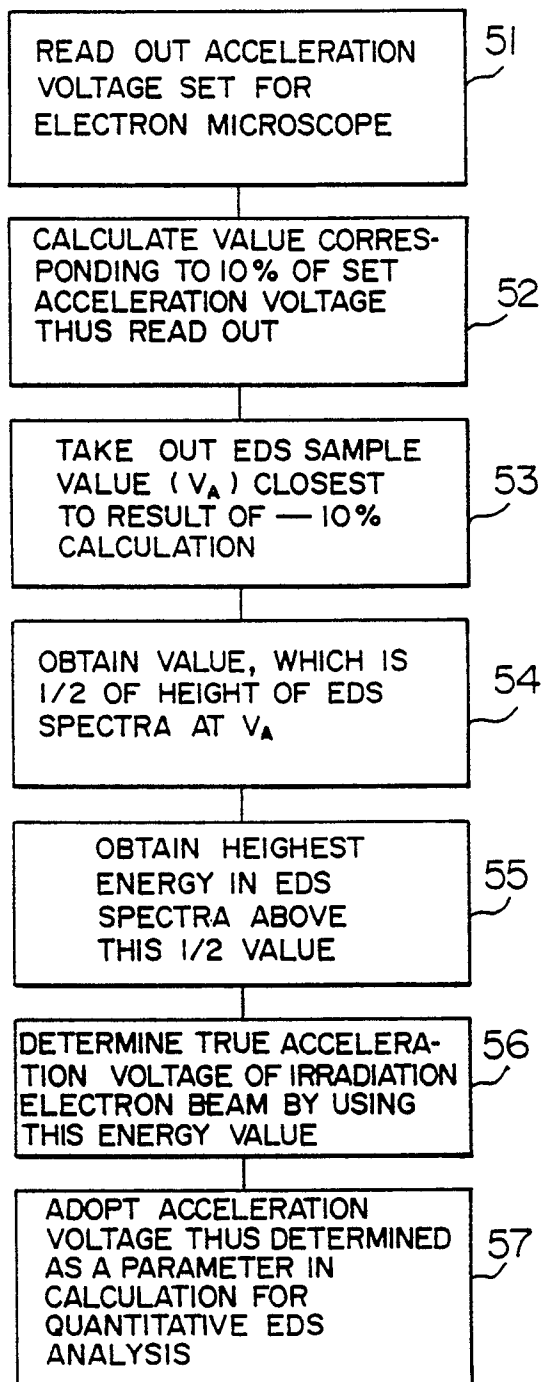 READ OUT ACCELERATION
VOLTAGE SET FOR
ELECTRON MICROSCOPE
51
CALCULATE VALUE CORRES-
PONDING TO 10% OF SET
ACCELERATION VOLTAGE
THUS READ OUT
52
TAKE OUT EDS SAMPLE
VALUE (VA) CLOSEST
TO RESULT OF — 10%
CALCULATION
53
OBTAIN VALUE, WHICH IS
1/2 OF HEIGHT OF EDS
SPECTRA AT VA
54
OBTAIN HEIGHEST
ENERGY IN EDS
SPECTRA ABOVE
THIS 1/2 VALUE
55
DETERMINE TRUE ACCELERA-
TION VOLTAGE OF IRRADIATION
ELECTRON BEAM BY USING
THIS ENERGY VALUE
56
ADOPT ACCELERATION
VOLTAGE THUS DETERMINED
AS A PARAMETER IN
CALCULATION FOR
QUANTITATIVE EDS
ANALYSIS
57